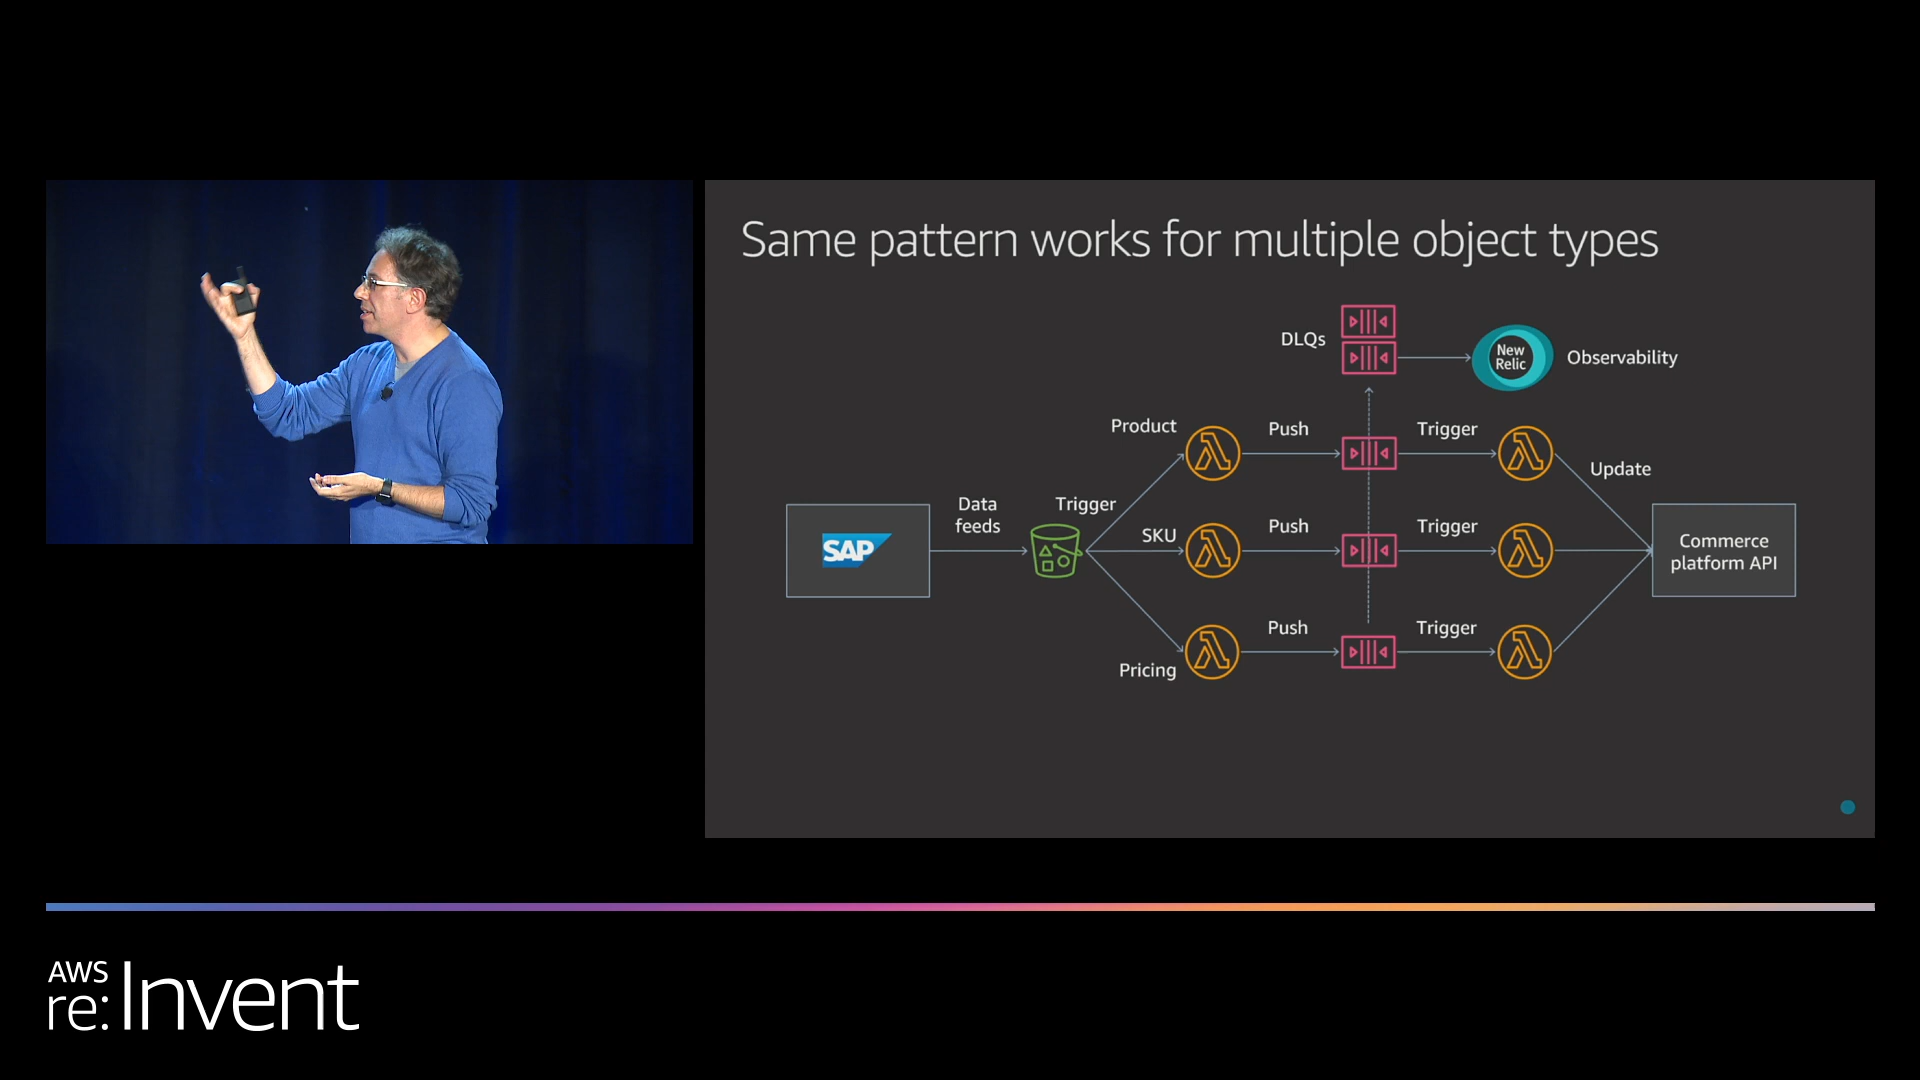 Same pattern works for multiple object types
DLQs
New
Relic
Observability
Product
Push
Trigger
Update
Data
feeds
Trigger
SAP
SKU
Push
Trigger
Commerce
platform API
Pricing
Push
Trigger
AWS
re:Invent